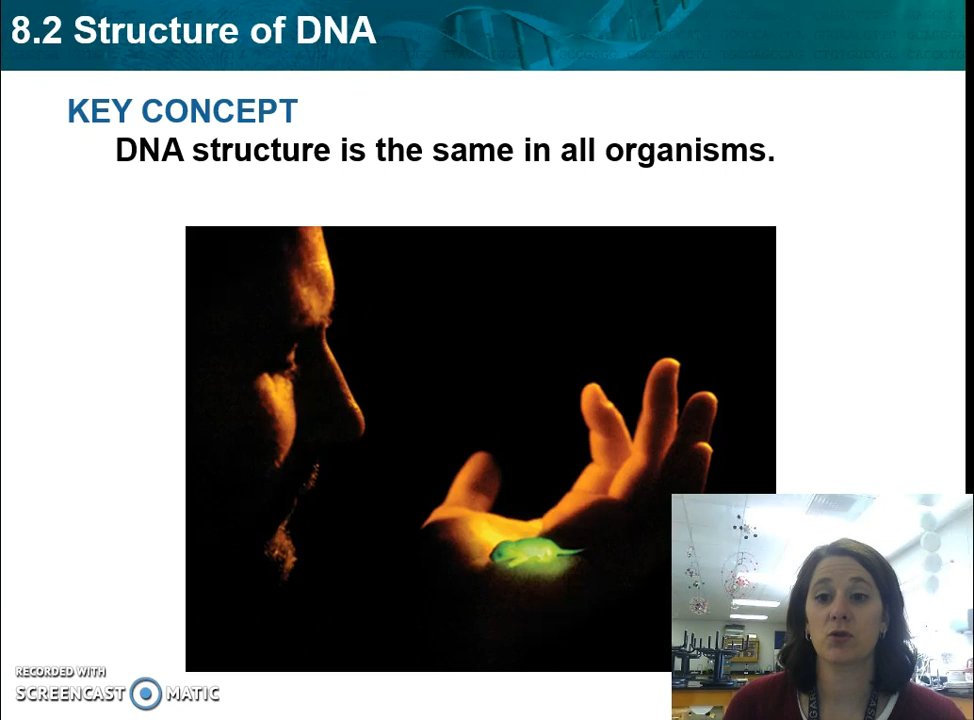 8.2 Structure of DNA
KEY CONCEPT
DNA structure is the same in all organisms.
RECORDED WITH
SCREENCAST MATIC